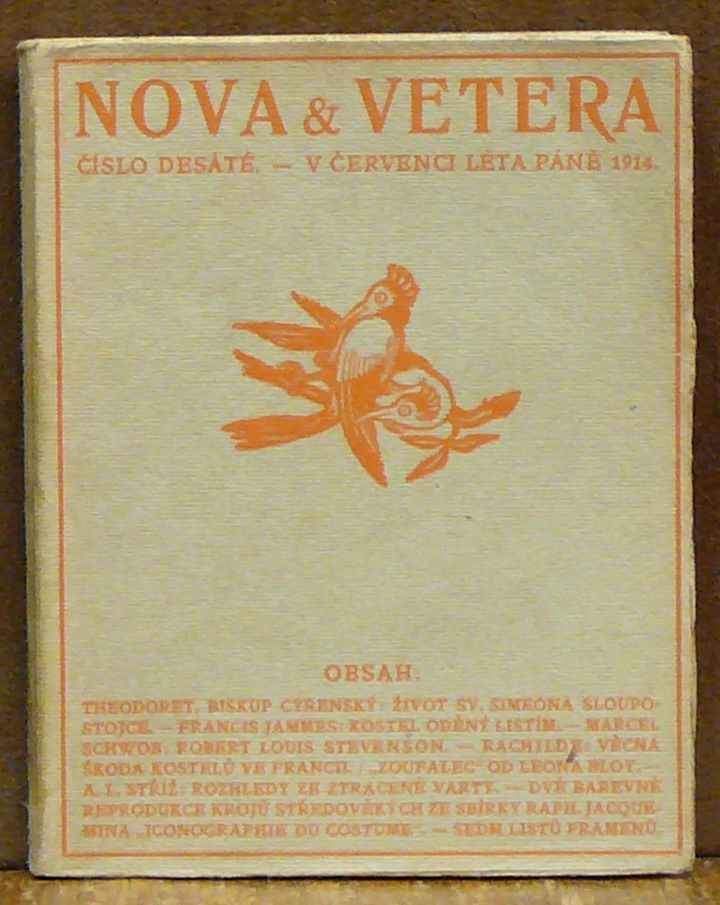 NOVA & VETERA
ČÍSLO DESÁTÉ. — V ČERVENCI LÉTA PÁNĚ 1914.
OBSAH.
THEODORET, BISKUP CYRENSKÝ: ŽIVOT SV. SIMEONA SLOUPO-
STOJCE. — FRANCIS JAMMES: KOSTEL ODĚNÝ LISTÍM. — MARCEL
SCHWOB: ROBERT LOUIS STEVENSON. — RACHILDE: VĚČNÁ
ŠKODA KOSTELŮ VE FRANCII. „ZOUFALEC“ OD LEONA BLOY. —
A. L. STŘÍŽ: ROZHLEDY ZE ZTRACENÉ VARTY. — DVĚ BAREVNÉ
REPRODUKCE KROJŮ STŘEDOVĚKÝCH ZE SBÍRKY RAPH. JACQUE-
MINA „ICONOGRAPHIE DU COSTUME“. — SEDM LISTŮ PRAMENŮ.